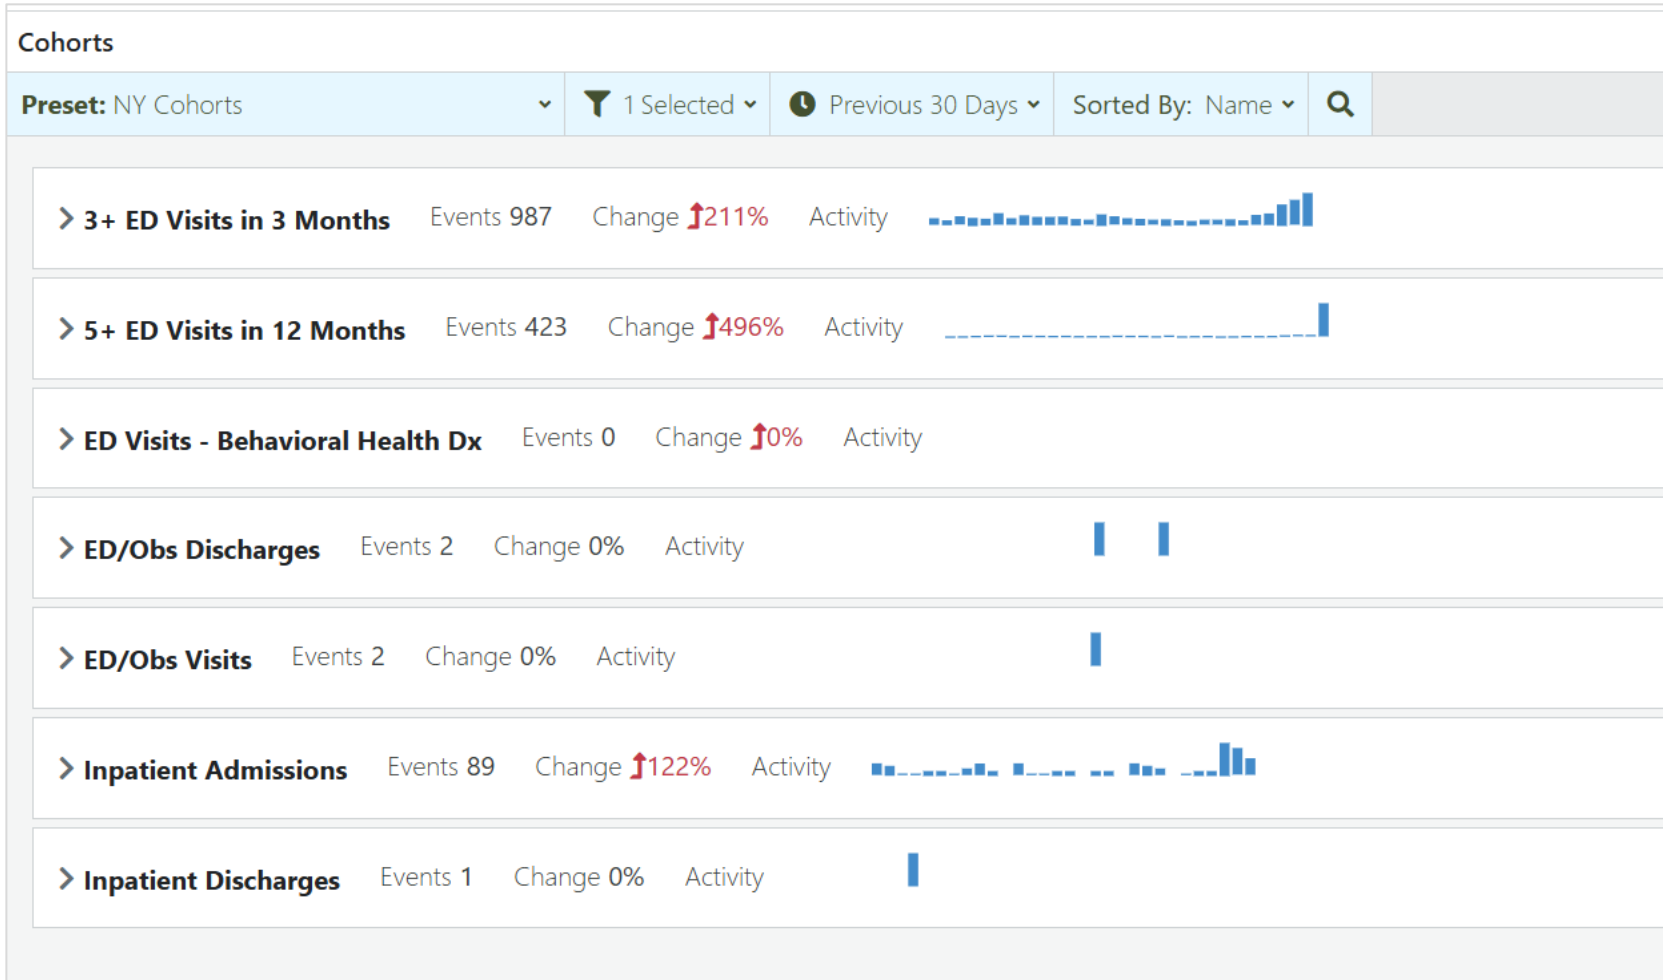 Cohorts
Preset: NY Cohorts 1 Selected Previous 30 Days Sorted By: Name
3+ ED Visits in 3 Months Events 987 Change 211% Activity
5+ ED Visits in 12 Months Events 423 Change 496% Activity
ED Visits - Behavioral Health Dx Events 0 Change 0% Activity
ED/Obs Discharges Events 2 Change 0% Activity
ED/Obs Visits Events 2 Change 0% Activity
Inpatient Admissions Events 89 Change 122% Activity
Inpatient Discharges Events 1 Change 0% Activity